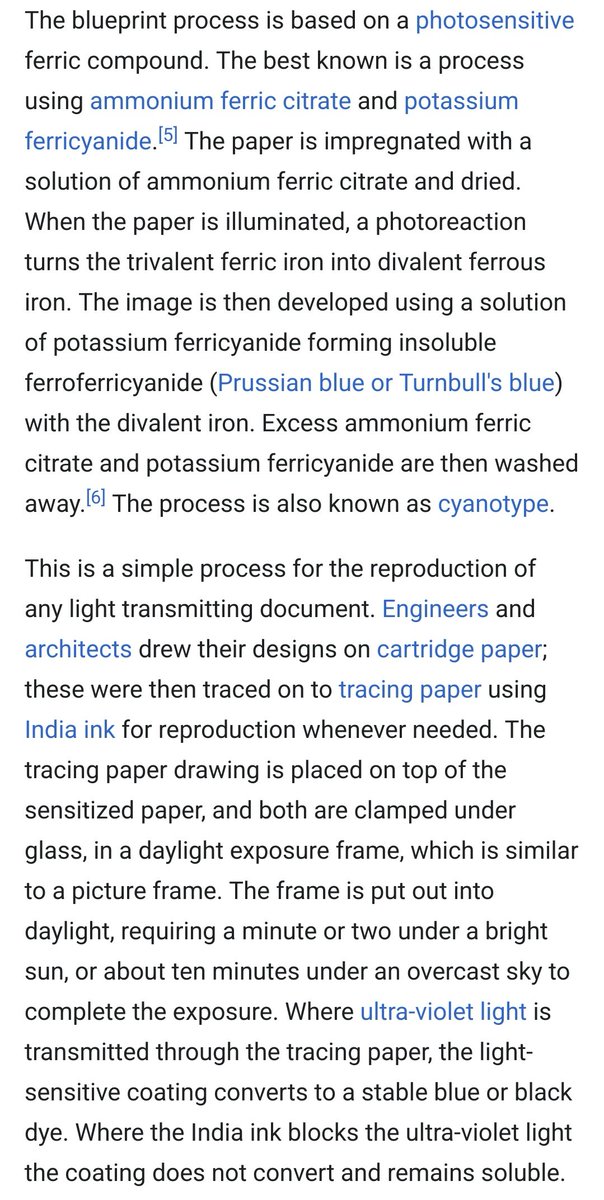 The blueprint process is based on a photosensitive
ferric compound. The best known is a process
using ammonium ferric citrate and potassium
ferricyanide.[5] The paper is impregnated with a
solution of ammonium ferric citrate and dried.
When the paper is illuminated, a photoreaction
turns the trivalent ferric iron into divalent ferrous
iron. The image is then developed using a solution
of potassium ferricyanide forming insoluble
ferroferricyanide (Prussian blue or Turnbull's blue)
with the divalent iron. Excess ammonium ferric
citrate and potassium ferricyanide are then washed
away.[6] The process is also known as cyanotype.
This is a simple process for the reproduction of
any light transmitting document. Engineers and
architects drew their designs on cartridge paper;
these were then traced on to tracing paper using
India ink for reproduction whenever needed. The
tracing paper drawing is placed on top of the
sensitized paper, and both are clamped under
glass, in a daylight exposure frame, which is similar
to a picture frame. The frame is put out into
daylight, requiring a minute or two under a bright
sun, or about ten minutes under an overcast sky to
complete the exposure. Where ultra-violet light is
transmitted through the tracing paper, the light-
sensitive coating converts to a stable blue or black
dye. Where the India ink blocks the ultra-violet light
the coating does not convert and remains soluble.